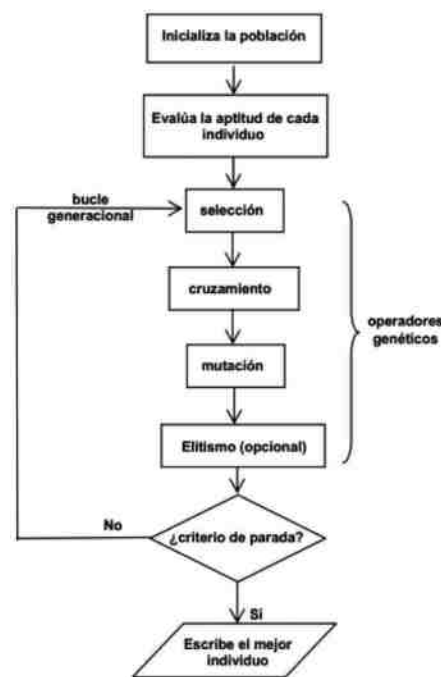 Inicializa la población
Evalúa la aptitud de cada
individuo
bucle
generacional
selección
cruzamiento
operadores
genéticos
mutación
Elitismo (opcional)
No
¿criterio de parada?
Sí
Escribe el mejor
individuo